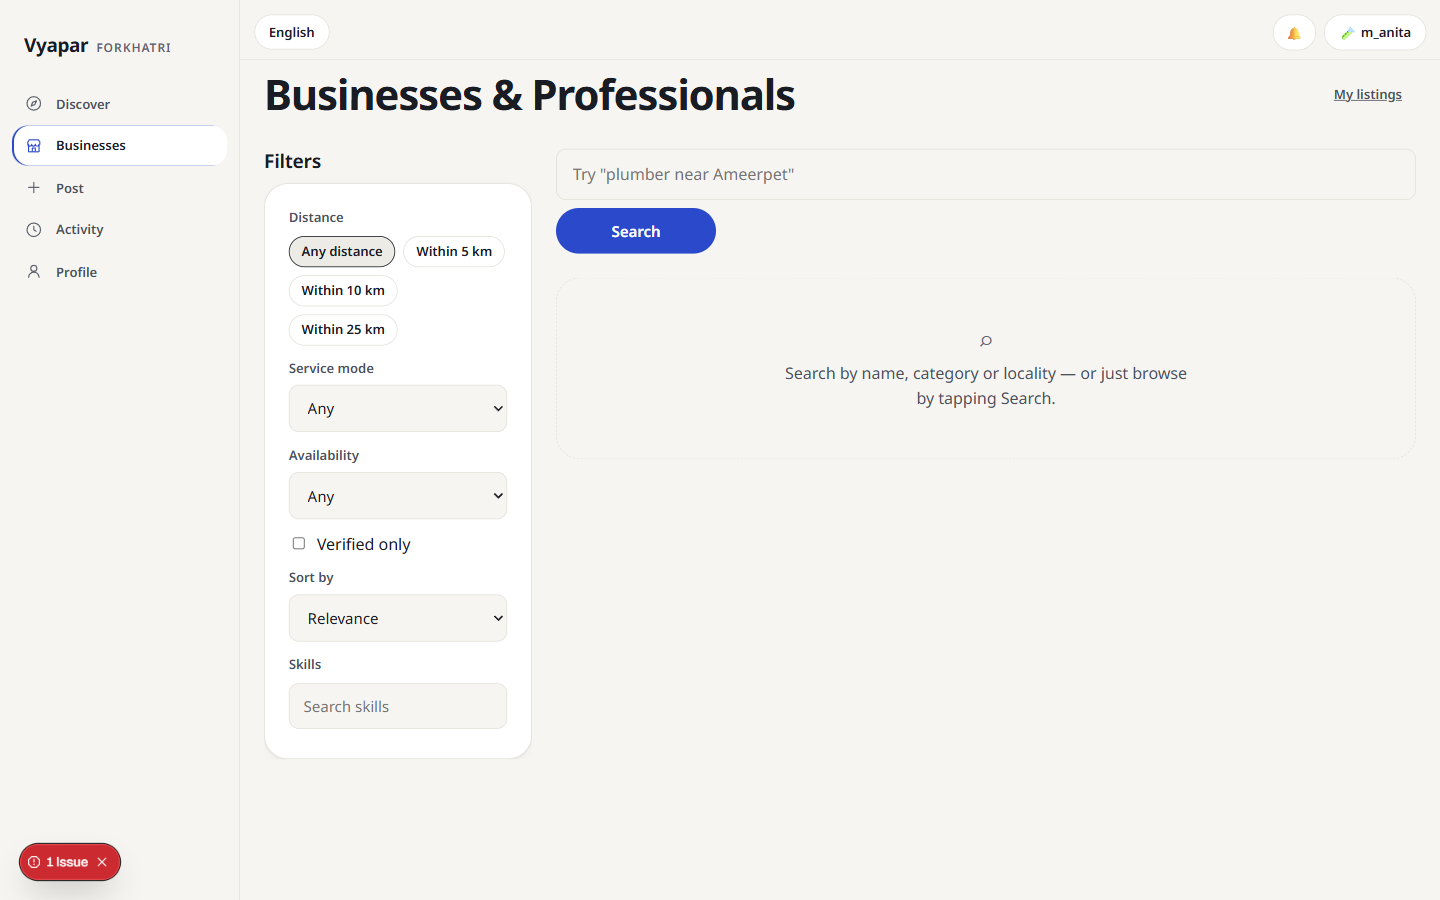 Vyapar FORKHATRI
English
m_anita
Discover
Businesses
Post
Activity
Profile
Businesses & Professionals
My listings
Filters
Distance
Any distance
Within 5 km
Within 10 km
Within 25 km
Service mode
Any
Availability
Any
Verified only
Sort by
Relevance
Skills
Search skills
Try "plumber near Ameerpet"
Search
Search by name, category or locality — or just browse
by tapping Search.
1 Issue